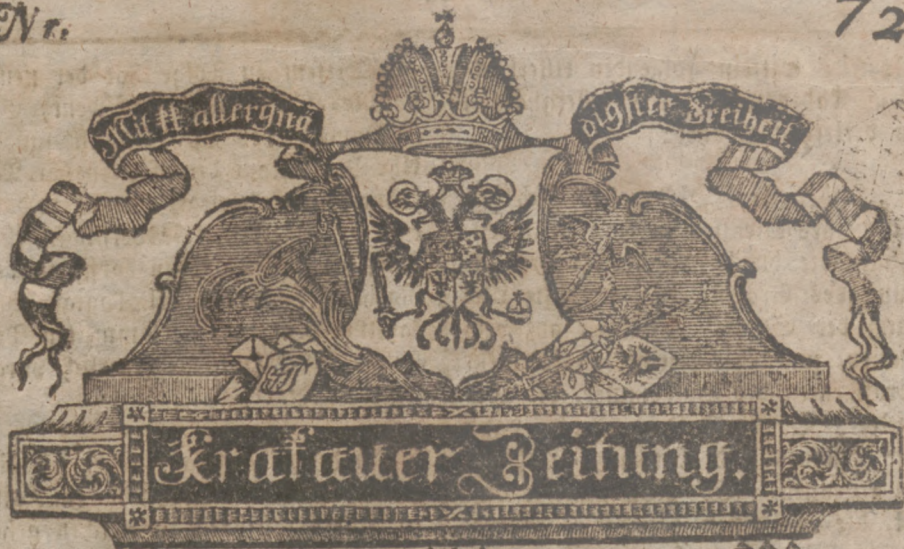 Nr. 72
Mit K allergnä
digster Freiheit
Krakauer Zeitung.